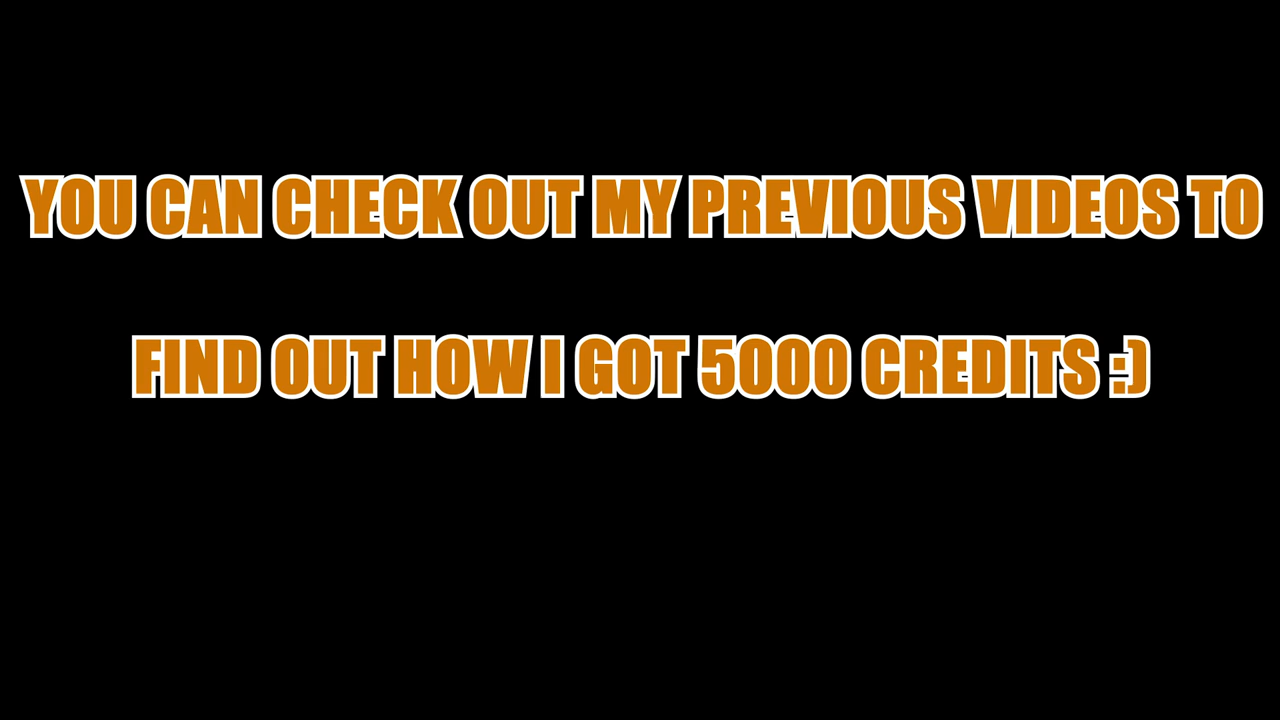 YOU CAN CHECK OUT MY PREVIOUS VIDEOS TO
FIND OUT HOW I GOT 5000 CREDITS :)